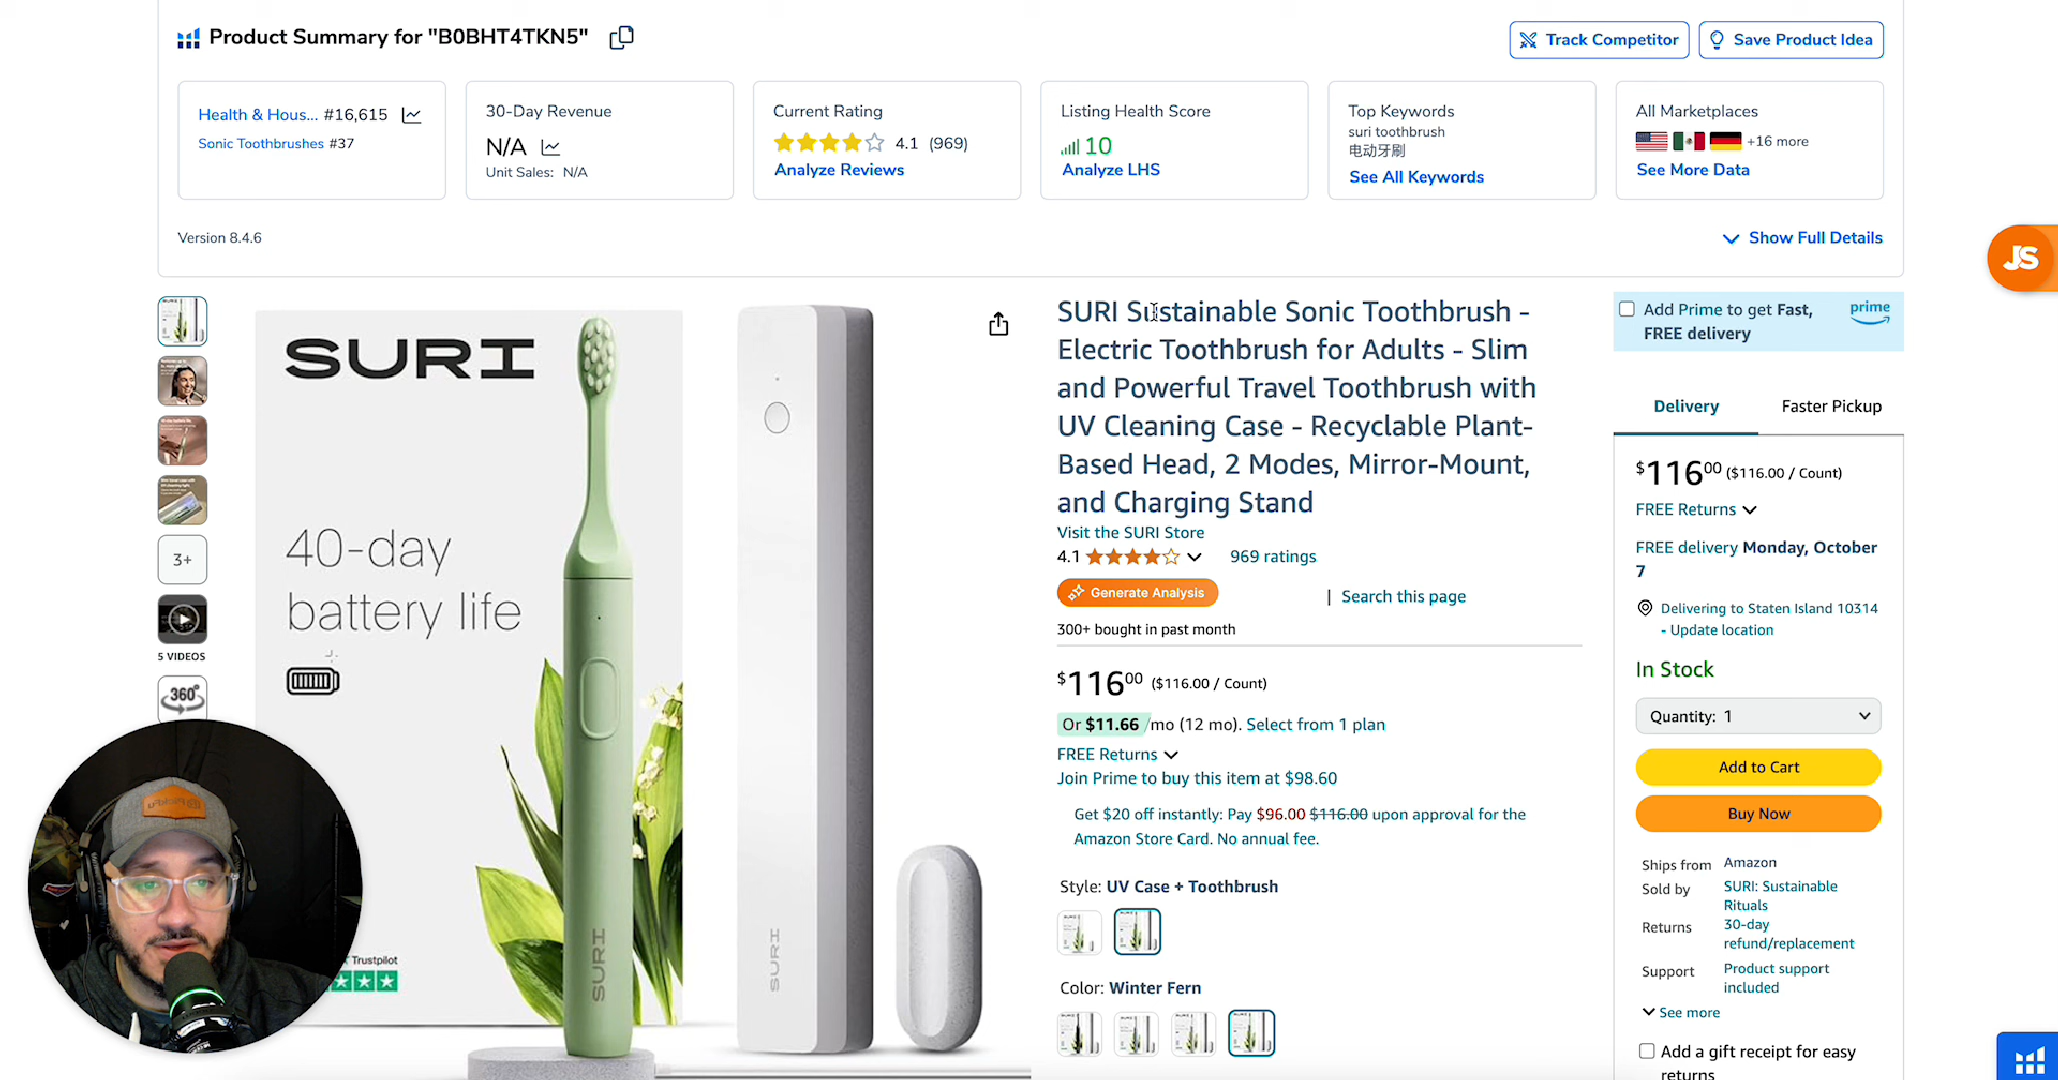 Product Summary for "B0BHT4TKN5"
Track Competitor
Save Product Idea
Health & Hous... #16,615
Sonic Toothbrushes #37
30-Day Revenue
N/A
Unit Sales: N/A
Current Rating
4.1 (969)
Analyze Reviews
Listing Health Score
10
Analyze LHS
Top Keywords
suri toothbrush
电动牙刷
See All Keywords
All Marketplaces
+16 more
See More Data
Version 8.4.6
Show Full Details
JS
3+
5 VIDEOS
360°
SURI
40-day
battery life
Trustpilot
SURI
SURI
SURI Sustainable Sonic Toothbrush -
Electric Toothbrush for Adults - Slim
and Powerful Travel Toothbrush with
UV Cleaning Case - Recyclable Plant-
Based Head, 2 Modes, Mirror-Mount,
and Charging Stand
Visit the SURI Store
4.1 969 ratings
Generate Analysis
| Search this page
300+ bought in past month
$11600 ($116.00 / Count)
Or $11.66 /mo (12 mo). Select from 1 plan
FREE Returns
Join Prime to buy this item at $98.60
Get $20 off instantly: Pay $96.00 $116.00 upon approval for the
Amazon Store Card. No annual fee.
Style: UV Case + Toothbrush
Color: Winter Fern
Add Prime to get Fast,
FREE delivery
prime
Delivery
Faster Pickup
$11600 ($116.00 / Count)
FREE Returns
FREE delivery Monday, October
7
Delivering to Staten Island 10314
- Update location
In Stock
Quantity: 1
Add to Cart
Buy Now
Ships from Amazon
Sold by SURI: Sustainable
Rituals
Returns 30-day
refund/replacement
Support Product support
included
See more
Add a gift receipt for easy
returns